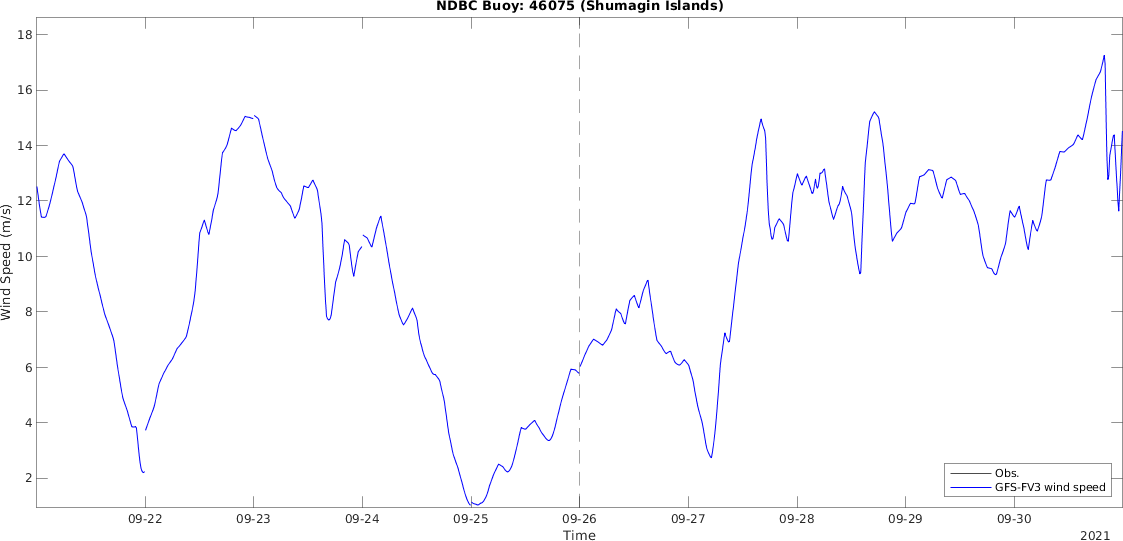 NDBC Buoy: 46075 (Shumagin Islands)
18
16
14
12
10
8
6
4
2
Wind Speed (m/s)
Obs.
GFS-FV3 wind speed
09-22 09-23 09-24 09-25 09-26 09-27 09-28 09-29 09-30
Time
2021